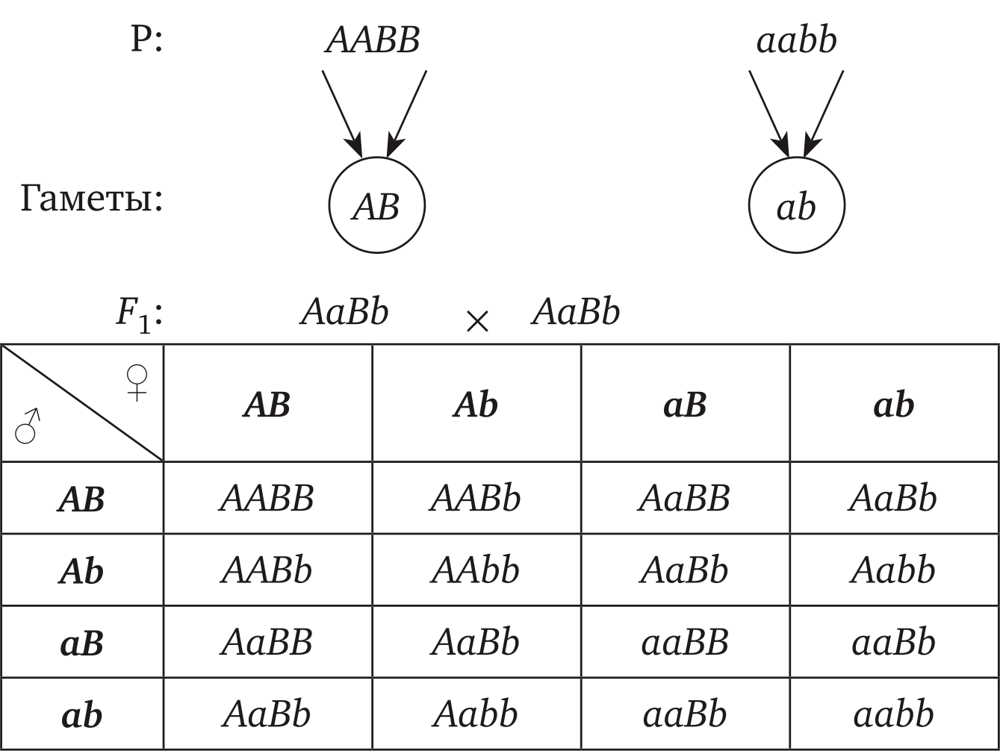 P: AABB aabb
Гаметы: AB ab
F₁: AaBb × AaBb
♂ ♀ AB Ab aB ab
AB AABB AABb AaBB AaBb
Ab AABb AAbb AaBb Aabb
aB AaBB AaBb aaBB aaBb
ab AaBb Aabb aaBb aabb